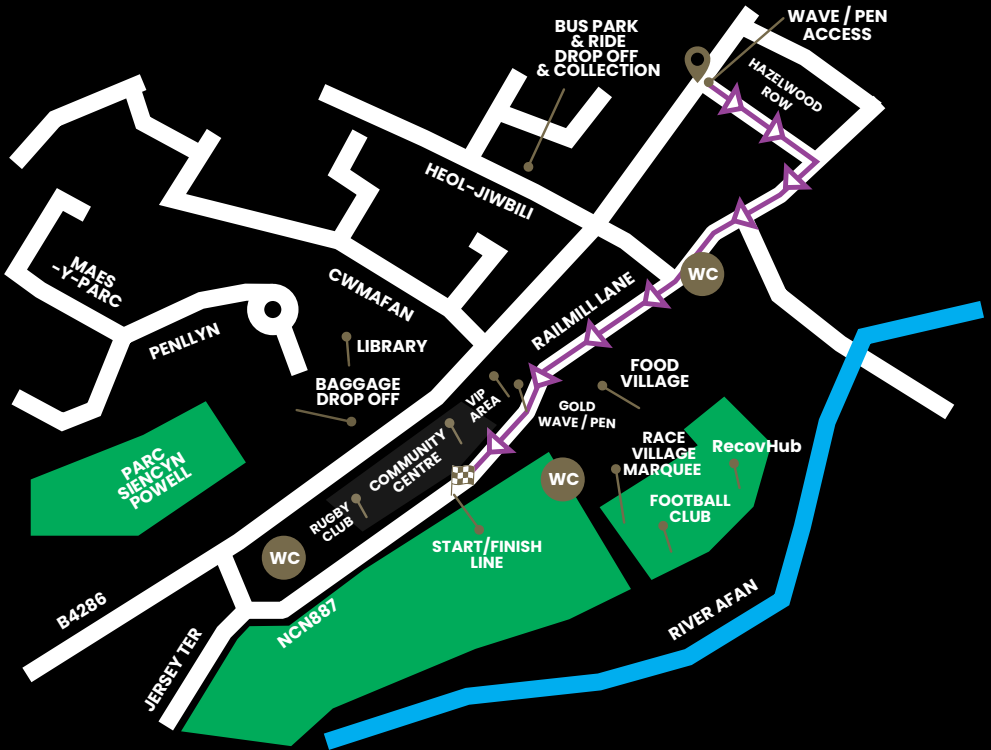 BUS PARK
& RIDE
DROP OFF
& COLLECTION
WAVE / PEN
ACCESS
HAZELWOOD
ROW
HEOL-JIWBILI
MAES
-Y-PARC
CWMAFAN
WC
RAILMILL LANE
PENLLYN
LIBRARY
BAGGAGE
DROP OFF
FOOD
VILLAGE
VIP
AREA
GOLD
WAVE / PEN
RACE
VILLAGE
MARQUEE
RecovHub
PARC
SIENCYN
POWELL
COMMUNITY
CENTRE
WC
FOOTBALL
CLUB
RUGBY
CLUB
START/FINISH
LINE
WC
B4286
NCN887
RIVER AFAN
JERSEY TER